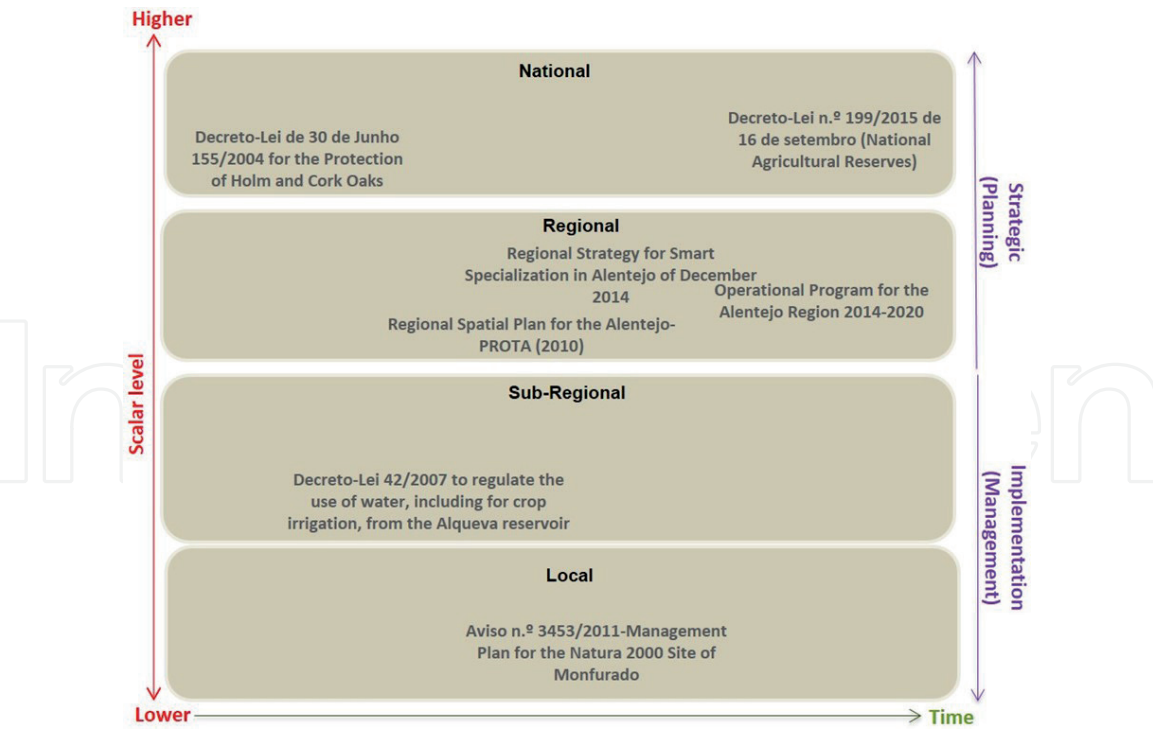 Higher
National
Decreto-Lei de 30 de Junho
155/2004 for the Protection
of Holm and Cork Oaks
Decreto-Lei n.º 199/2015 de
16 de setembro (National
Agricultural Reserves)
Regional
Regional Strategy for Smart
Specialization in Alentejo of December
2014
Operational Program for the
Alentejo Region 2014-2020
Regional Spatial Plan for the Alentejo-
PROTA (2010)
Sub-Regional
Decreto-Lei 42/2007 to regulate the
use of water, including for crop
irrigation, from the Alqueva reservoir
Local
Aviso n.º 3453/2011-Management
Plan for the Natura 2000 Site of
Monfurado
Scalar level
Strategic
(Planning)
Implementation
(Management)
Lower
Time